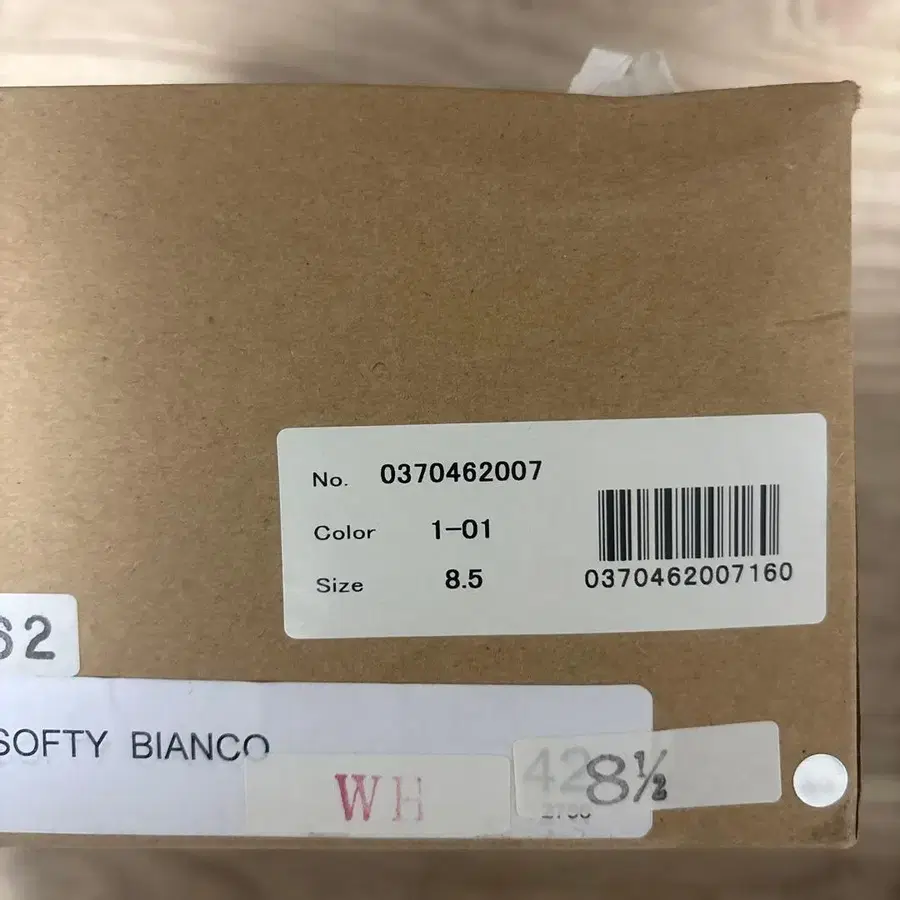 No. 0370462007
Color 1-01
Size 8.5
0370462007160
62
SOFTY BIANCO
WH
42
8½